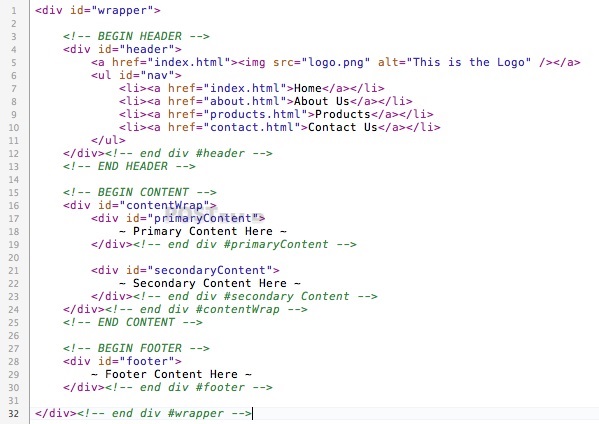 1 <div id="wrapper">
2
3 <!-- BEGIN HEADER -->
4 <div id="header">
5 <a href="index.html"><img src="logo.png" alt="This is the Logo" /></a>
6 <ul id="nav">
7 <li><a href="index.html">Home</a></li>
8 <li><a href="about.html">About Us</a></li>
9 <li><a href="products.html">Products</a></li>
10 <li><a href="contact.html">Contact Us</a></li>
11 </ul>
12 </div><!-- end div #header -->
13 <!-- END HEADER -->
14
15 <!-- BEGIN CONTENT -->
16 <div id="contentWrap">
17 <div id="primaryContent">
18 ~ Primary Content Here ~
19 </div><!-- end div #primaryContent -->
20
21 <div id="secondaryContent">
22 ~ Secondary Content Here ~
23 </div><!-- end div #secondary Content -->
24 </div><!-- end div #contentWrap -->
25 <!-- END CONTENT -->
26
27 <!-- BEGIN FOOTER -->
28 <div id="footer">
29 ~ Footer Content Here ~
30 </div><!-- end div #footer -->
31
32 </div><!-- end div #wrapper -->